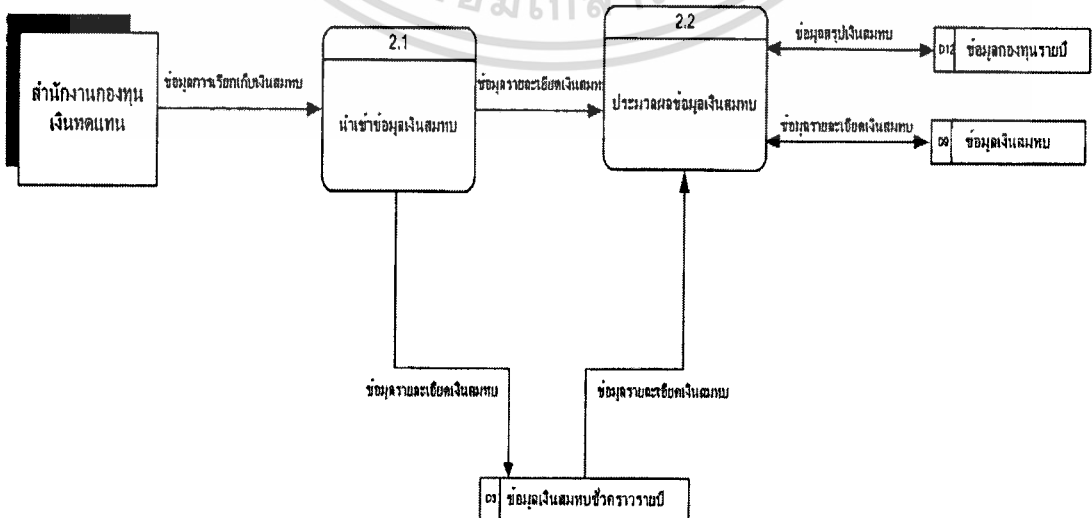 2.1
2.2
สำนักงานกองทุน
เงินทดแทน
ข้อมูลการเรียกเก็บเงินสมทบ
นำเข้าข้อมูลเงินสมทบ
ข้อมูลรายละเอียดเงินสมทบ
ประมวลผลข้อมูลเงินสมทบ
ข้อมูลสรุปเงินสมทบ
D12 ข้อมูลกองทุนรายปี
ข้อมูลรายละเอียดเงินสมทบ
D9 ข้อมูลเงินสมทบ
ข้อมูลรายละเอียดเงินสมทบ
ข้อมูลรายละเอียดเงินสมทบ
ข้อมูลเงินสมทบชั่วคราวรายปี